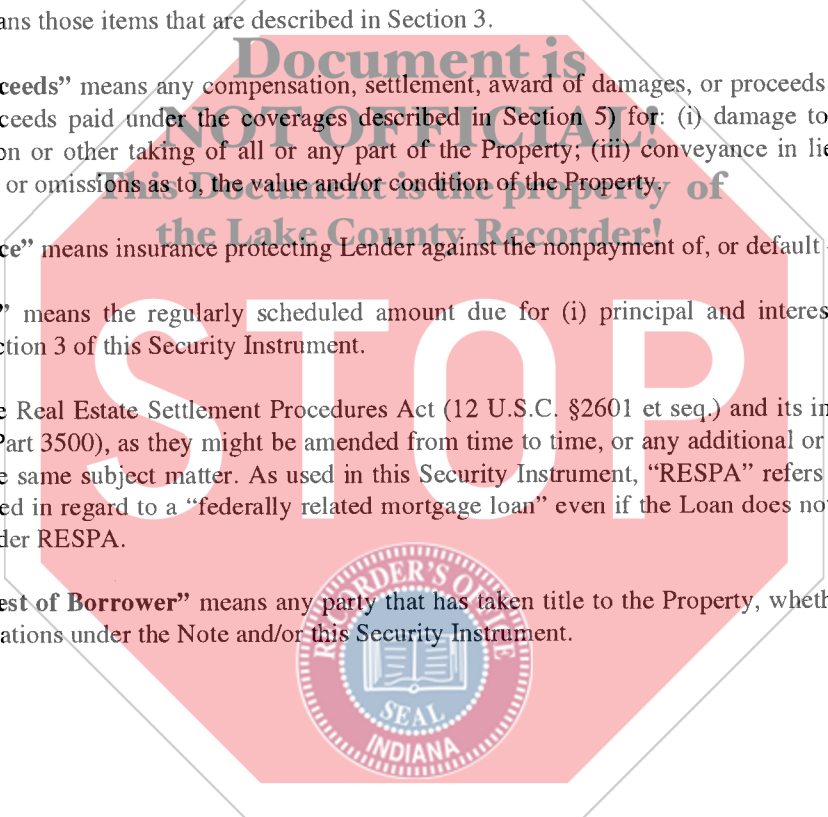 ans those items that are described in Section 3.
Document is
ceeds” means any compensation, settlement, award of damages, or proceeds
NOT OFFICIAL!
ceeds paid under the coverages described in Section 5) for: (i) damage to
on or other taking of all or any part of the Property; (iii) conveyance in lie
This Document is the property of
or omissions as to, the value and/or condition of the Property.
the Lake County Recorder!
ce” means insurance protecting Lender against the nonpayment of, or default
” means the regularly scheduled amount due for (i) principal and interes
ction 3 of this Security Instrument.
STOP
e Real Estate Settlement Procedures Act (12 U.S.C. §2601 et seq.) and its in
Part 3500), as they might be amended from time to time, or any additional or
e same subject matter. As used in this Security Instrument, “RESPA” refers
ed in regard to a “federally related mortgage loan” even if the Loan does no
der RESPA.
est of Borrower” means any party that has taken title to the Property, wheth
ations under the Note and/or this Security Instrument.
RECORDER'S OFFICE
SEAL
INDIANA